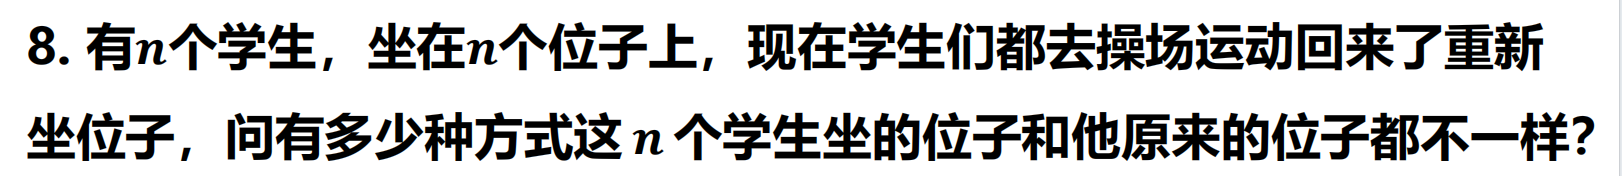 8. 有n个学生，坐在n个位子上，现在学生们都去操场运动回来了重新
坐位子，问有多少种方式这 n 个学生坐的位子和他原来的位子都不一样？